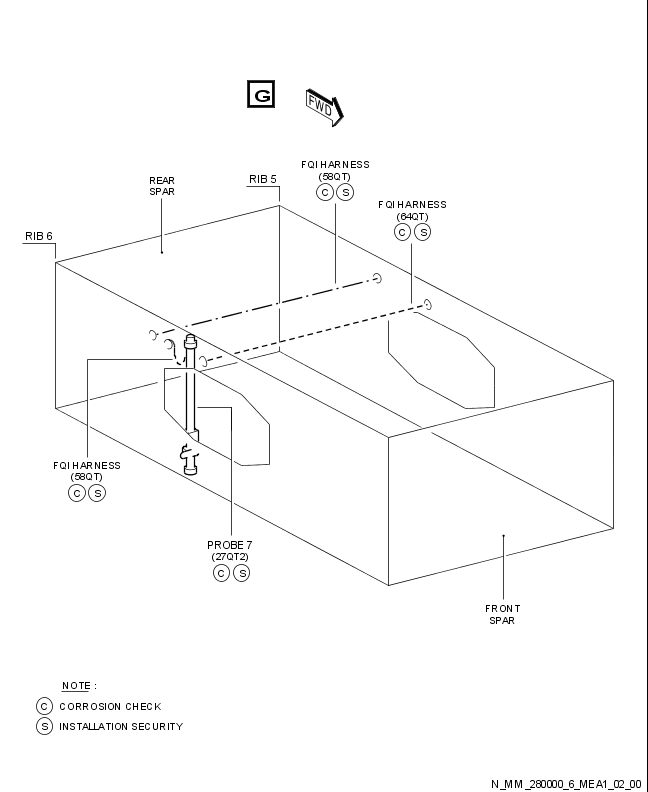 G
FWD
FQI HARNESS
(58QT)
C S
REAR
SPAR
RIB 5
FQI HARNESS
(64QT)
C S
RIB 6
FQI HARNESS
(58QT)
C S
PROBE 7
(27QT2)
C S
FRONT
SPAR
NOTE :
C CORROSION CHECK
S INSTALLATION SECURITY
N_MM_280000_6_MEA1_02_00